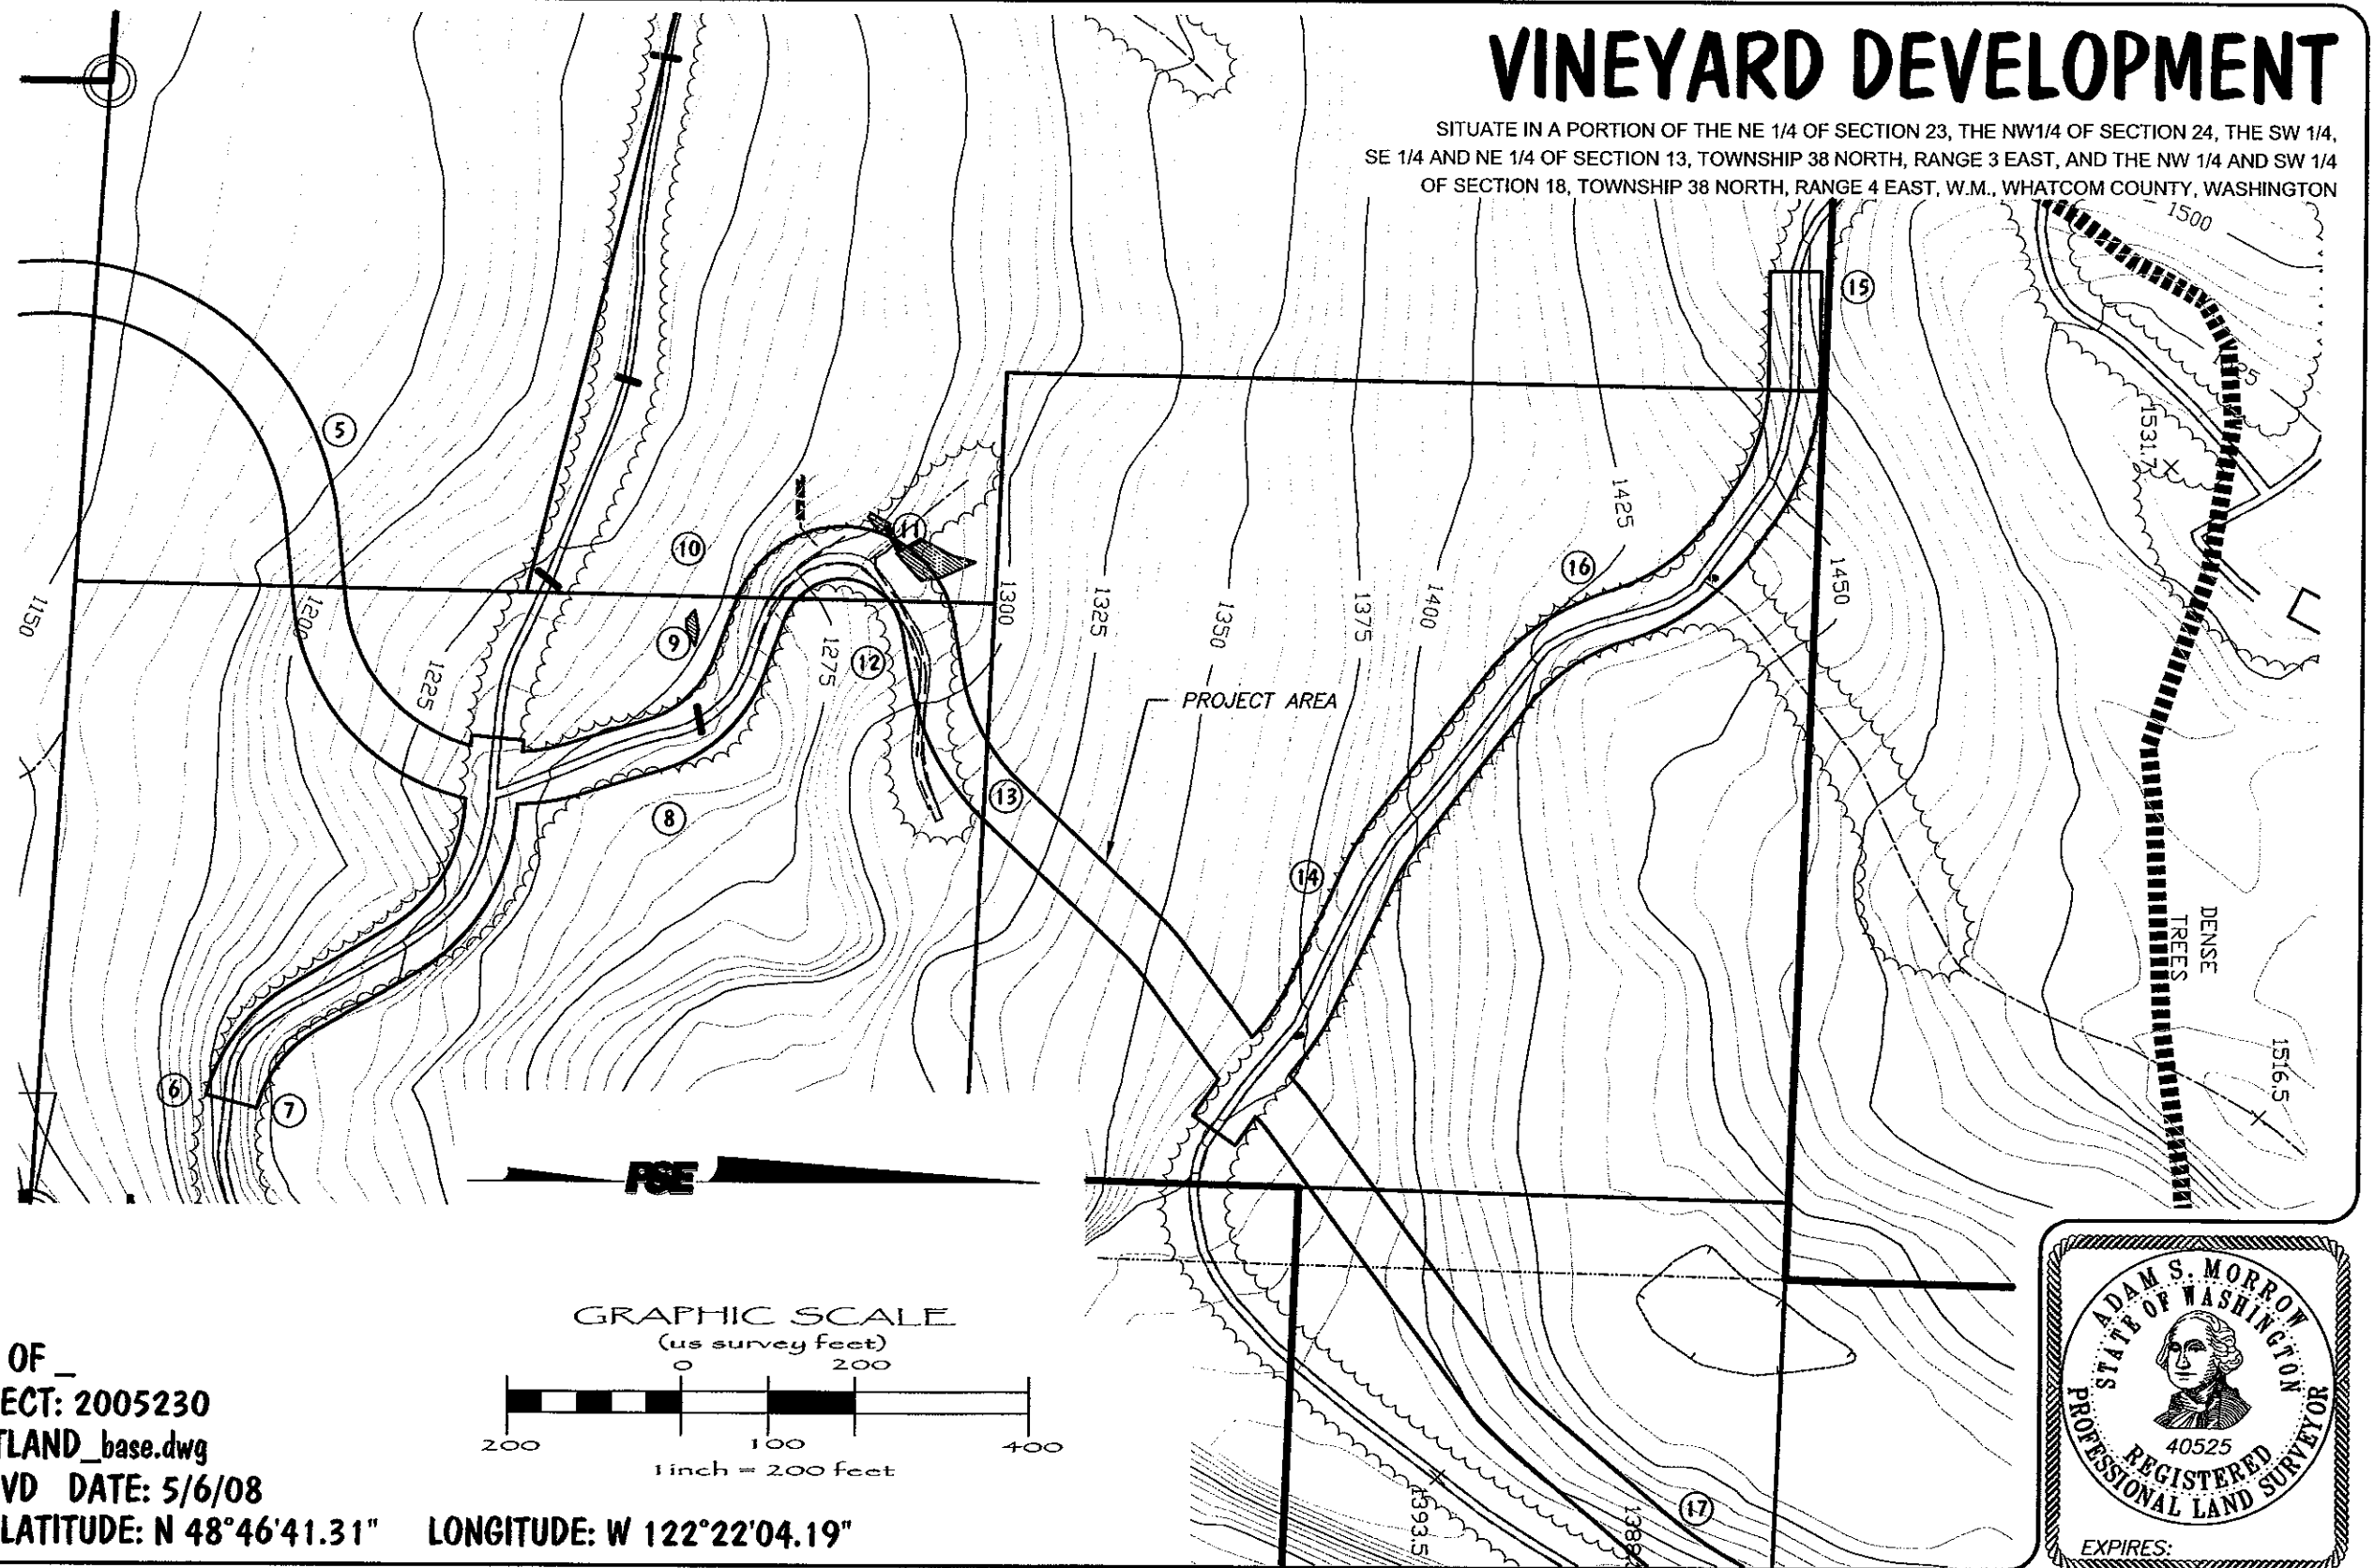 VINEYARD DEVELOPMENT
SITUATE IN A PORTION OF THE NE 1/4 OF SECTION 23, THE NW1/4 OF SECTION 24, THE SW 1/4,
SE 1/4 AND NE 1/4 OF SECTION 13, TOWNSHIP 38 NORTH, RANGE 3 EAST, AND THE NW 1/4 AND SW 1/4
OF SECTION 18, TOWNSHIP 38 NORTH, RANGE 4 EAST, W.M., WHATCOM COUNTY, WASHINGTON
1500
15
25
5
1531.7
1425
11
10
16
1450
1150
1200
1300
1325
1350
1375
1400
9
12
1275
1225
PROJECT AREA
13
8
14
DENSE
TREES
1516.5
6
7
PSE
GRAPHIC SCALE
(us survey feet)
0 200
200 100 400
1 inch = 200 feet
OF _
ECT: 2005230
TLAND_base.dwg
VD DATE: 5/6/08
LATITUDE: N 48°46'41.31" LONGITUDE: W 122°22'04.19"
1393.5
17
ADAM S. MORROW
STATE OF WASHINGTON
40525
REGISTERED
PROFESSIONAL LAND SURVEYOR
EXPIRES: